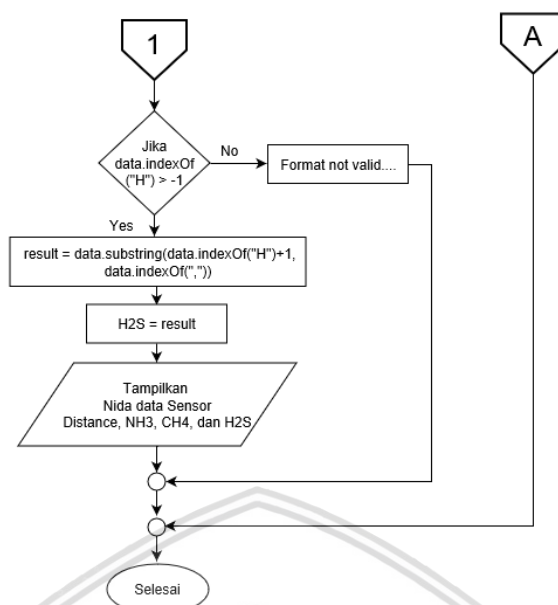 1
A
Jika
data.indexOf
("H") > -1
No
Format not valid....
Yes
result = data.substring(data.indexOf("H")+1,
data.indexOf(","))
H2S = result
Tampilkan
Nida data Sensor
Distance, NH3, CH4, dan H2S
Selesai